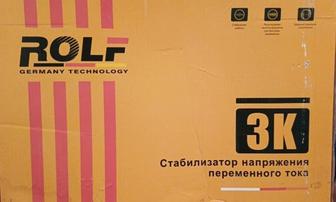 ROLF
GERMANY TECHNOLOGY
3K
Стабилизатор напряжения
переменного тока